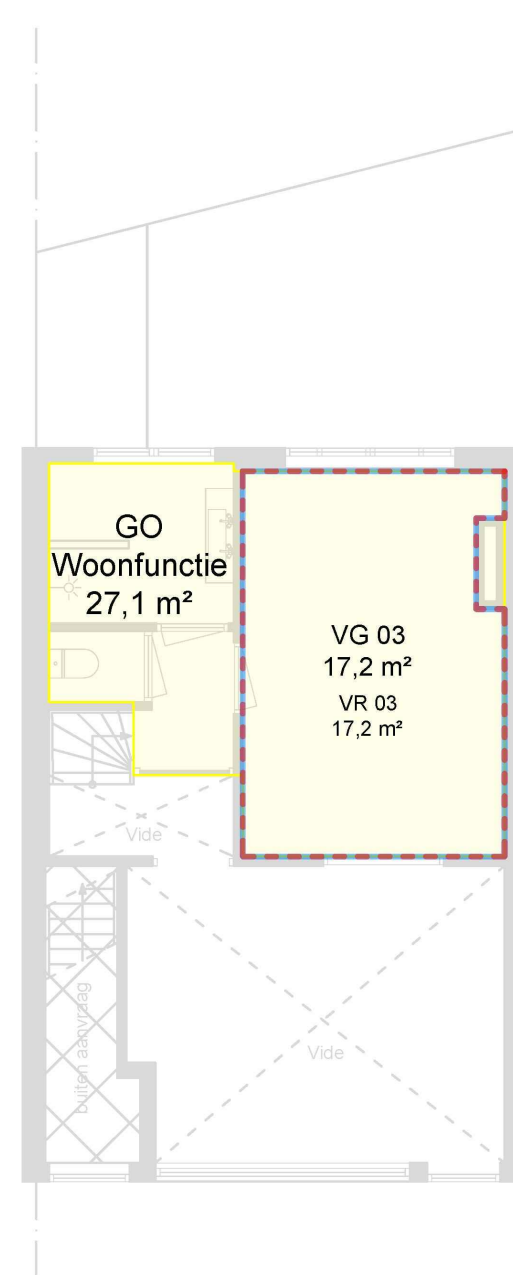 GO
Woonfunctie
27,1 m²
VG 03
17,2 m²
VR 03
17,2 m²
Vide
buiten aanvraag
Vide